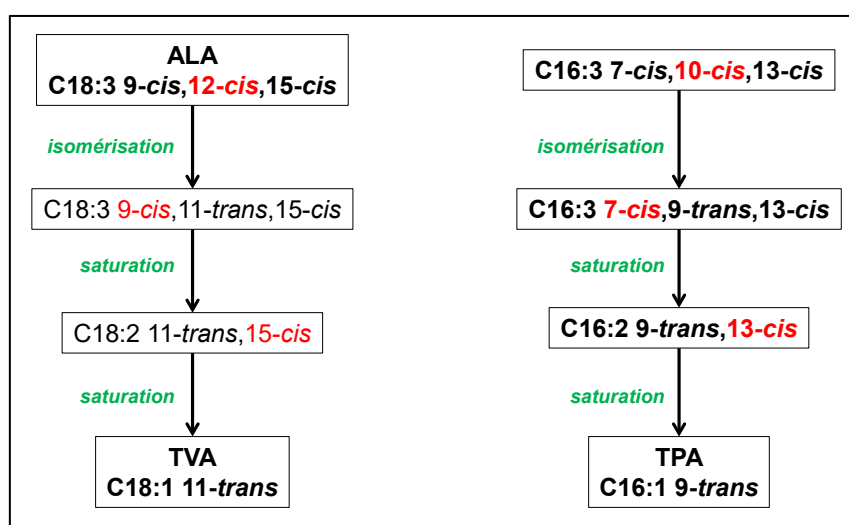 ALA
C18:3 9-cis,12-cis,15-cis
isomérisation
C18:3 9-cis,11-trans,15-cis
saturation
C18:2 11-trans,15-cis
saturation
TVA
C18:1 11-trans
C16:3 7-cis,10-cis,13-cis
isomérisation
C16:3 7-cis,9-trans,13-cis
saturation
C16:2 9-trans,13-cis
saturation
TPA
C16:1 9-trans